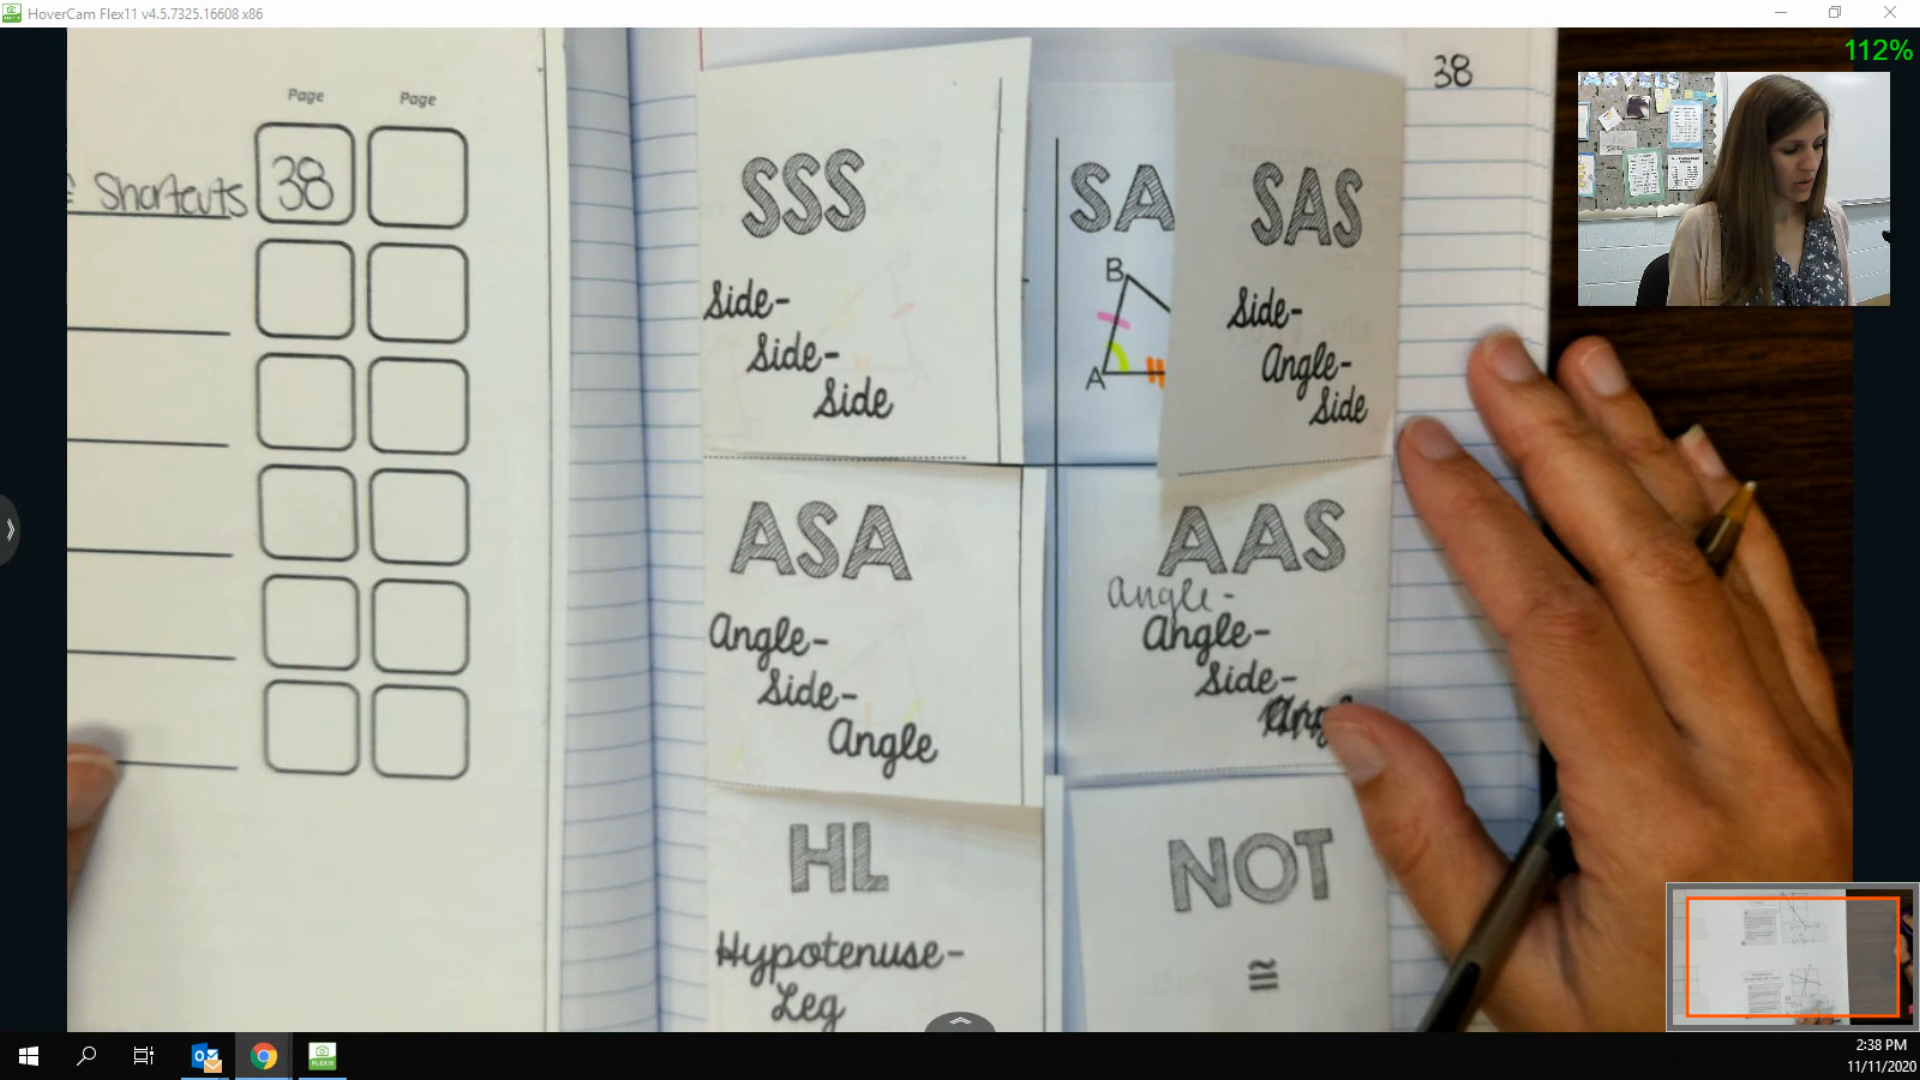 HoverCam Flex11 v4.5.7325.16608 x86
112%
Page Page
Shortcuts 38
38
SSS
Side-
Side-
Side
SA
B
A
SAS
Side-
Angle-
Side
ASA
Angle-
Side-
Angle
AAS
Angle-
Angle-
Side-
HL
Hypotenuse-
Leg
NOT
≅
FLEX11
2:38 PM
11/11/2020